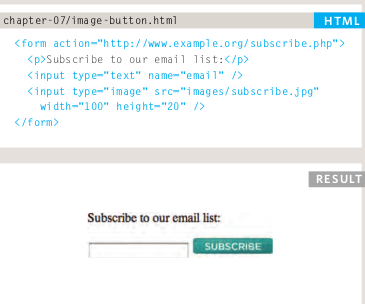 chapter-07/image-button.html
HTML
<form action="http://www.example.org/subscribe.php">
<p>Subscribe to our email list:</p>
<input type="text" name="email" />
<input type="image" src="images/subscribe.jpg"
width="100" height="20" />
</form>
RESULT
Subscribe to our email list:
SUBSCRIBE